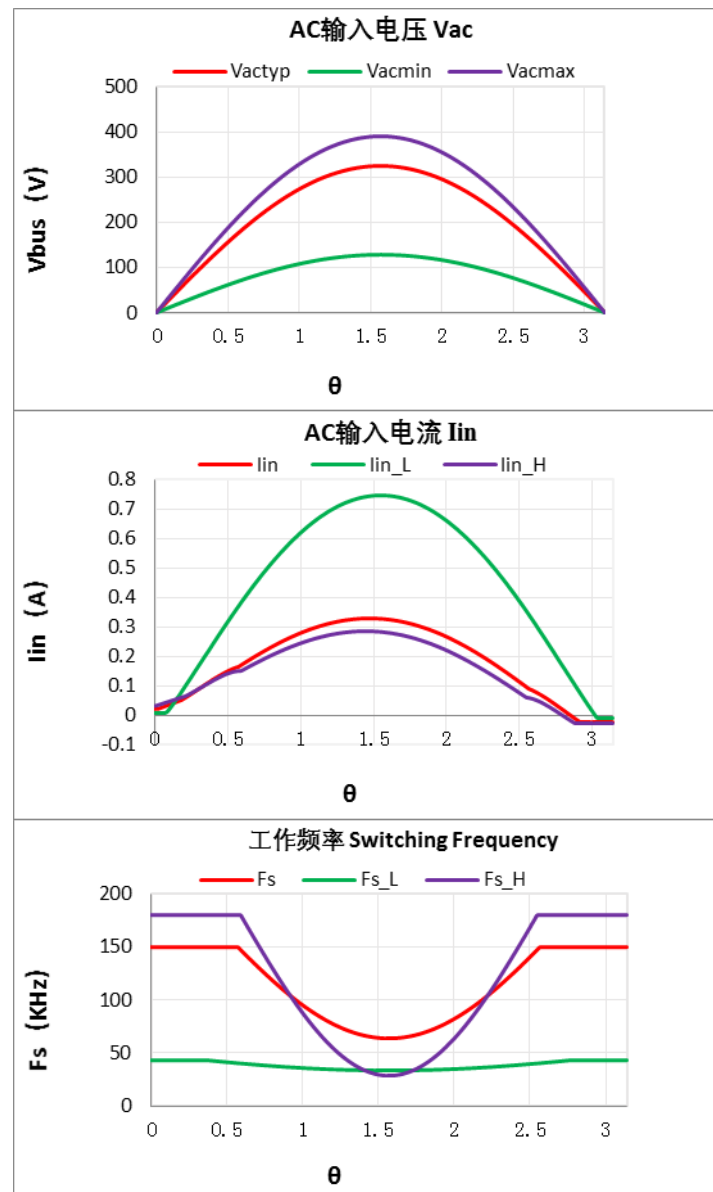 AC输入电压 Vac
Vactyp Vacmin Vacmax
500
400
300
200
100
0
0 0.5 1 1.5 2 2.5 3
Vbus（V）
θ
AC输入电流 Iin
Iin Iin_L Iin_H
0.8
0.7
0.6
0.5
0.4
0.3
0.2
0.1
0
-0.1
0 0.5 1 1.5 2 2.5 3
Iin（A）
θ
工作频率 Switching Frequency
Fs Fs_L Fs_H
200
150
100
50
0
0 0.5 1 1.5 2 2.5 3
Fs（KHz）
θ